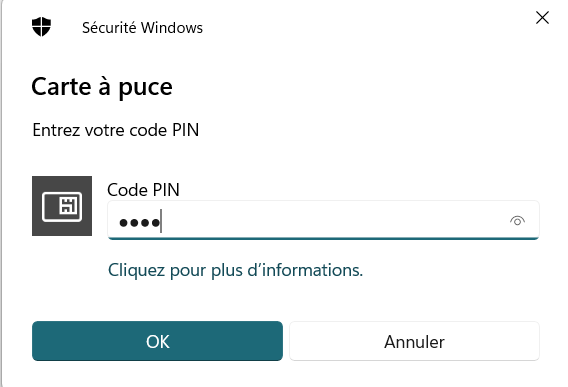 Sécurité Windows
Carte à puce
Entrez votre code PIN
Code PIN
••••
Cliquez pour plus d’informations.
OK
Annuler